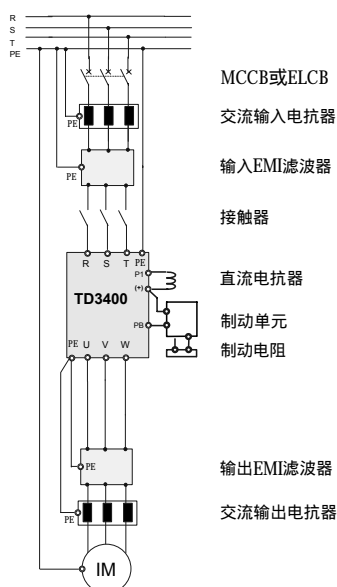 R
S
T
PE
MCCB或ELCB
PE
交流输入电抗器
PE
输入EMI滤波器
接触器
R S T PE
P1
直流电抗器
(+)
TD3400
制动单元
PB
制动电阻
PE U V W
PE
输出EMI滤波器
PE
交流输出电抗器
IM